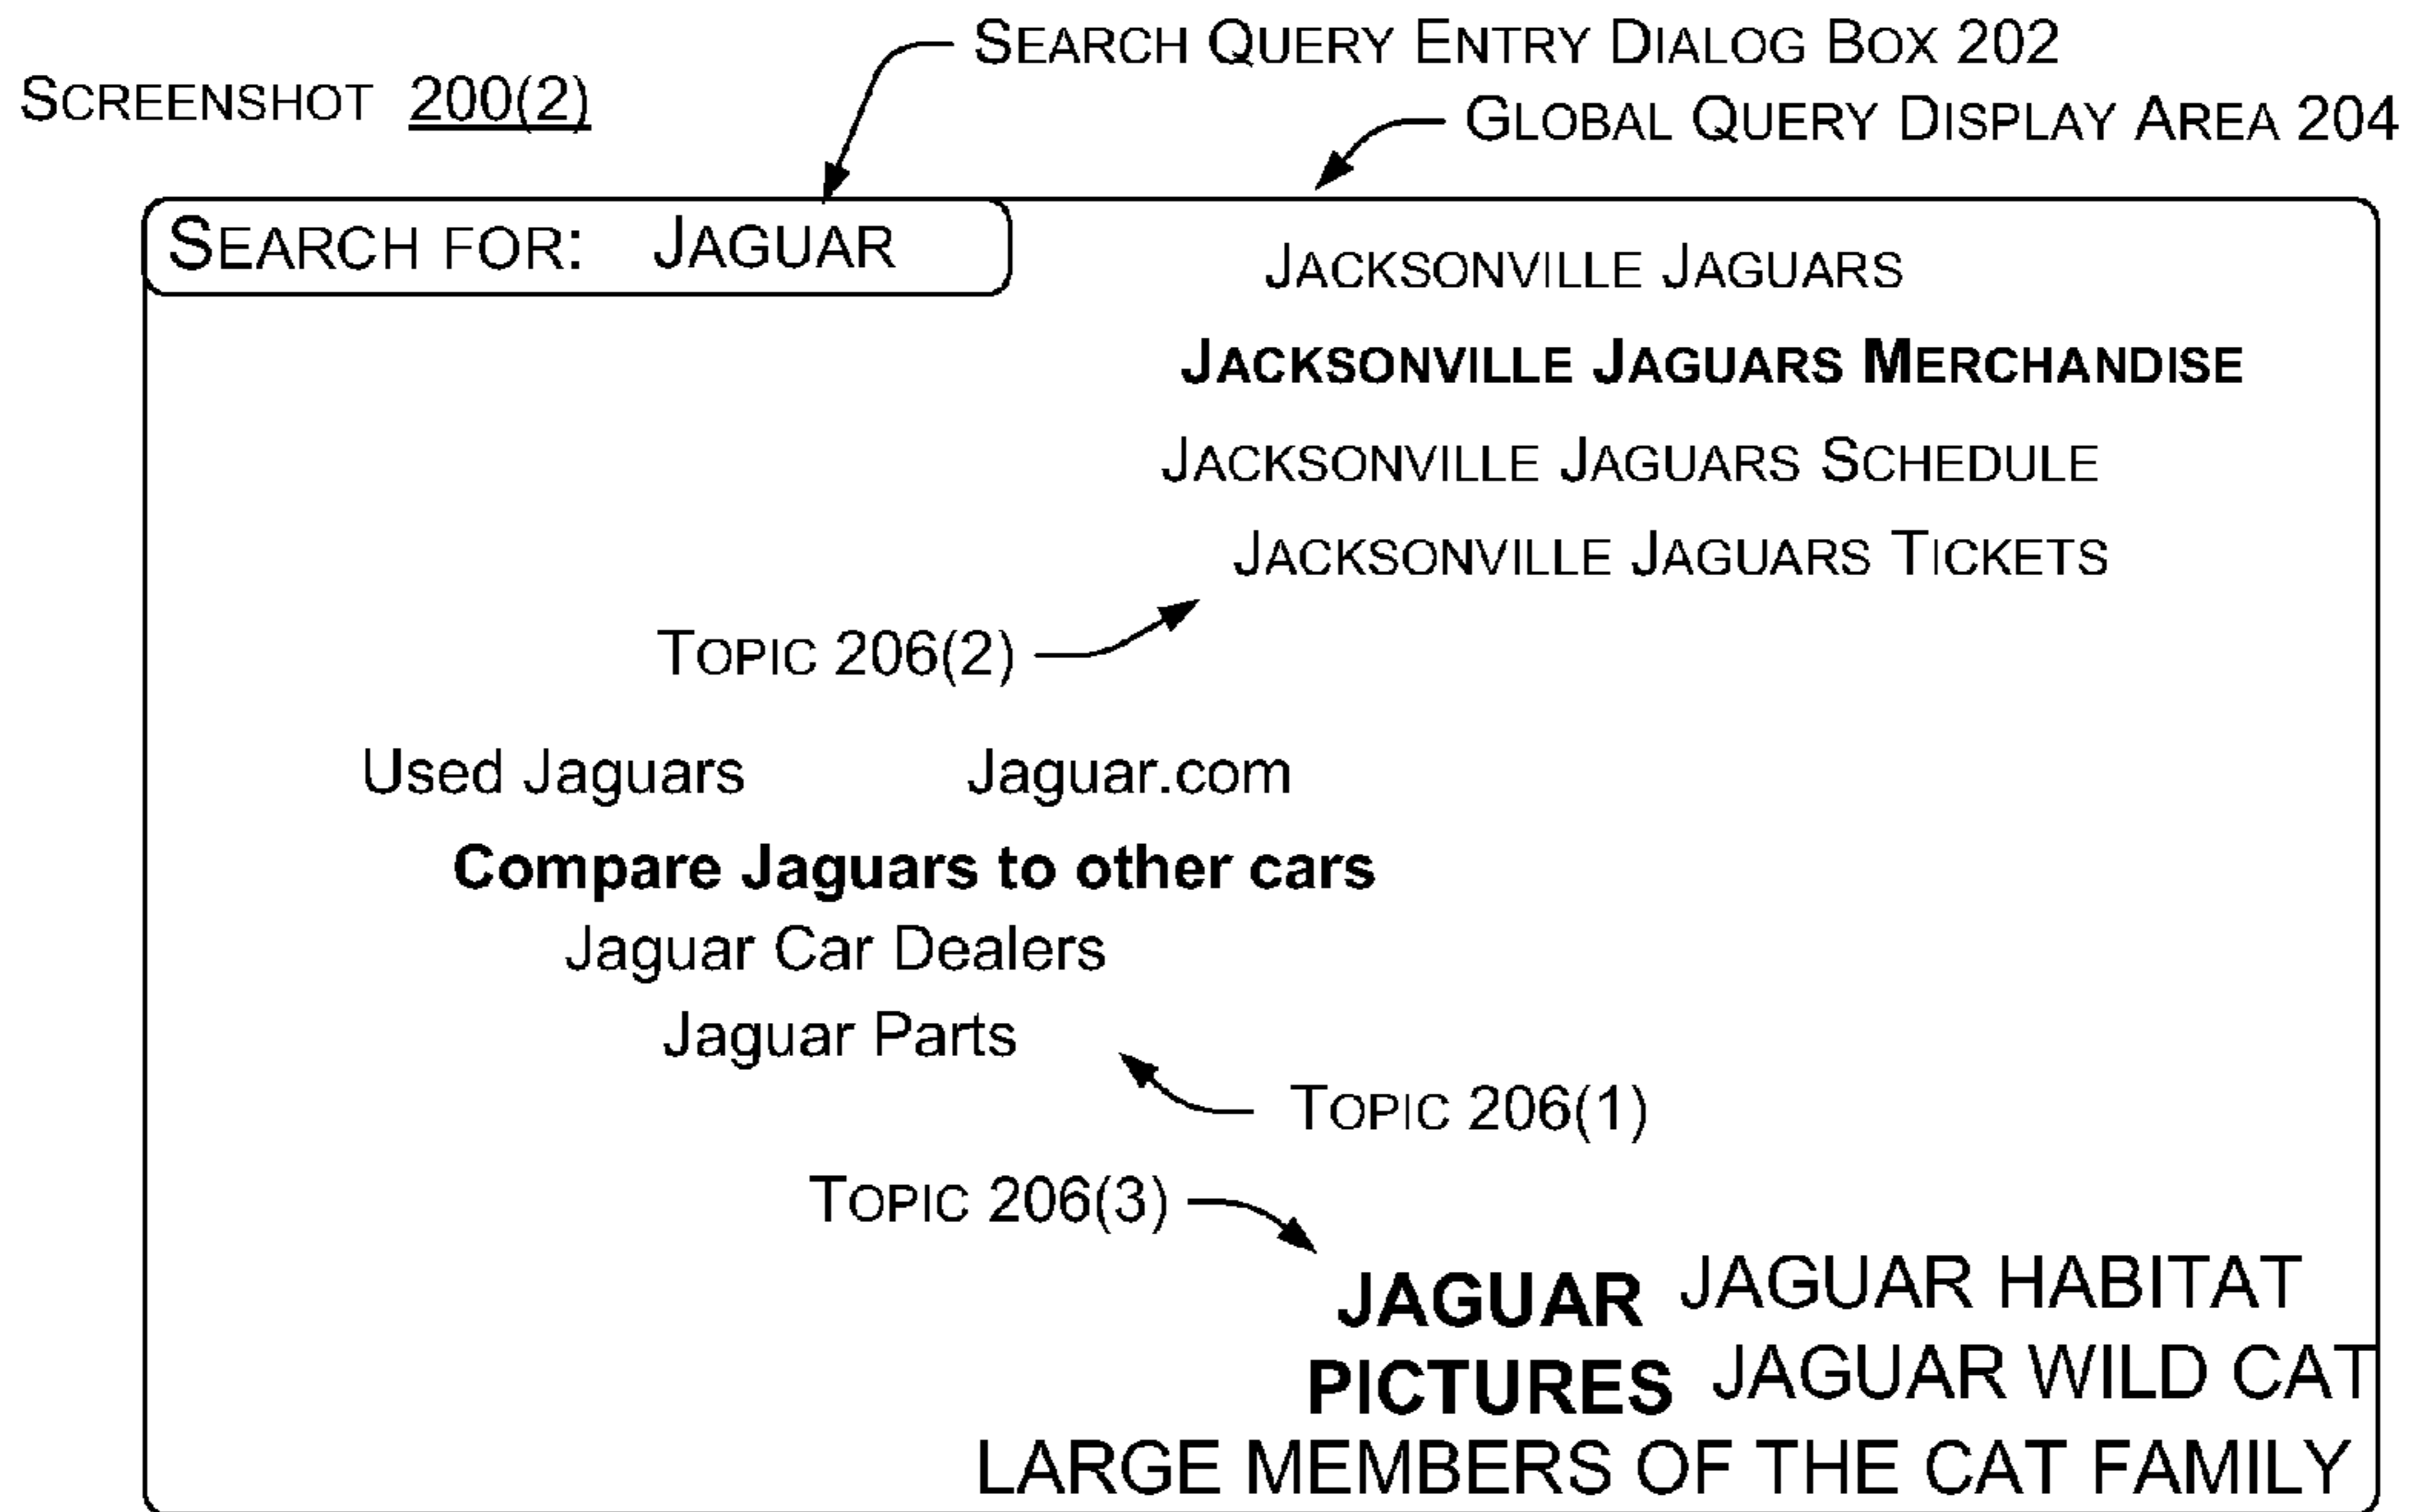 SEARCH QUERY ENTRY DIALOG BOX 202
SCREENSHOT 200(2)
GLOBAL QUERY DISPLAY AREA 204
SEARCH FOR: JAGUAR
JACKSONVILLE JAGUARS
JACKSONVILLE JAGUARS MERCHANDISE
JACKSONVILLE JAGUARS SCHEDULE
JACKSONVILLE JAGUARS TICKETS
TOPIC 206(2)
Used Jaguars Jaguar.com
Compare Jaguars to other cars
Jaguar Car Dealers
Jaguar Parts
TOPIC 206(1)
TOPIC 206(3)
JAGUAR JAGUAR HABITAT
PICTURES JAGUAR WILD CAT
LARGE MEMBERS OF THE CAT FAMILY